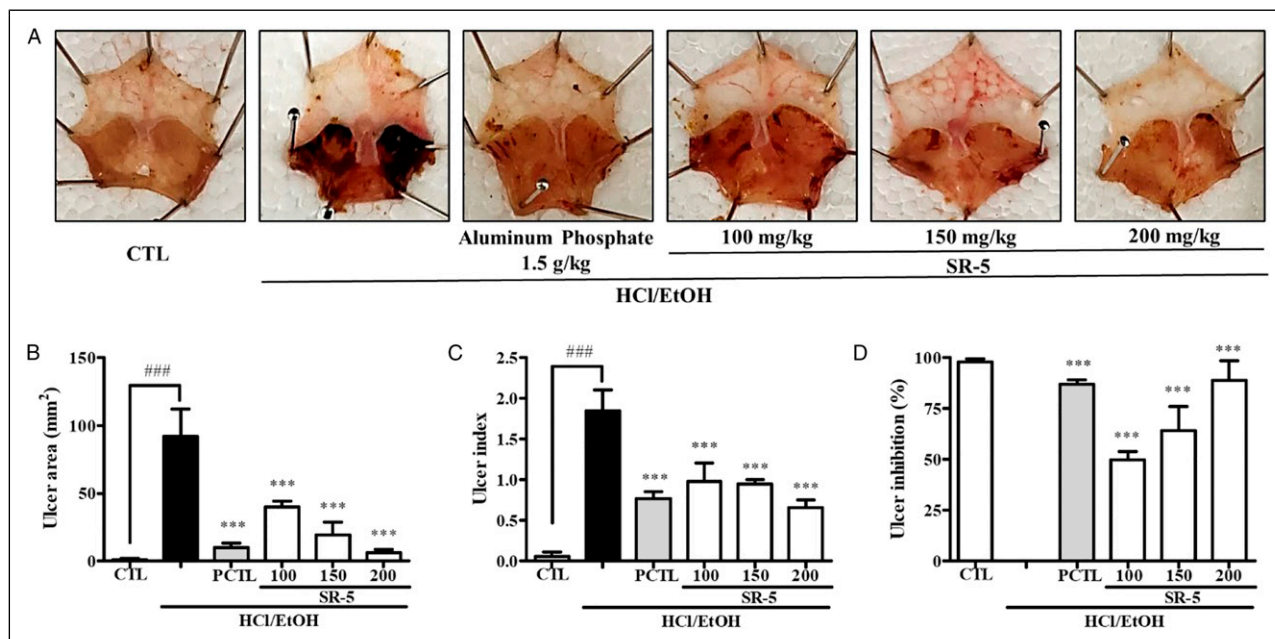 A
CTL
Aluminum Phosphate
1.5 g/kg
100 mg/kg
150 mg/kg
200 mg/kg
SR-5
HCl/EtOH
B
Ulcer area (mm²)
150
100
50
0
###
***
***
***
***
CTL
PCTL
100
150
200
SR-5
HCl/EtOH
C
Ulcer index
2.5
2.0
1.5
1.0
0.5
0.0
###
***
***
***
***
CTL
PCTL
100
150
200
SR-5
HCl/EtOH
D
Ulcer inhibition (%)
100
75
50
25
0
***
***
***
***
CTL
PCTL
100
150
200
SR-5
HCl/EtOH